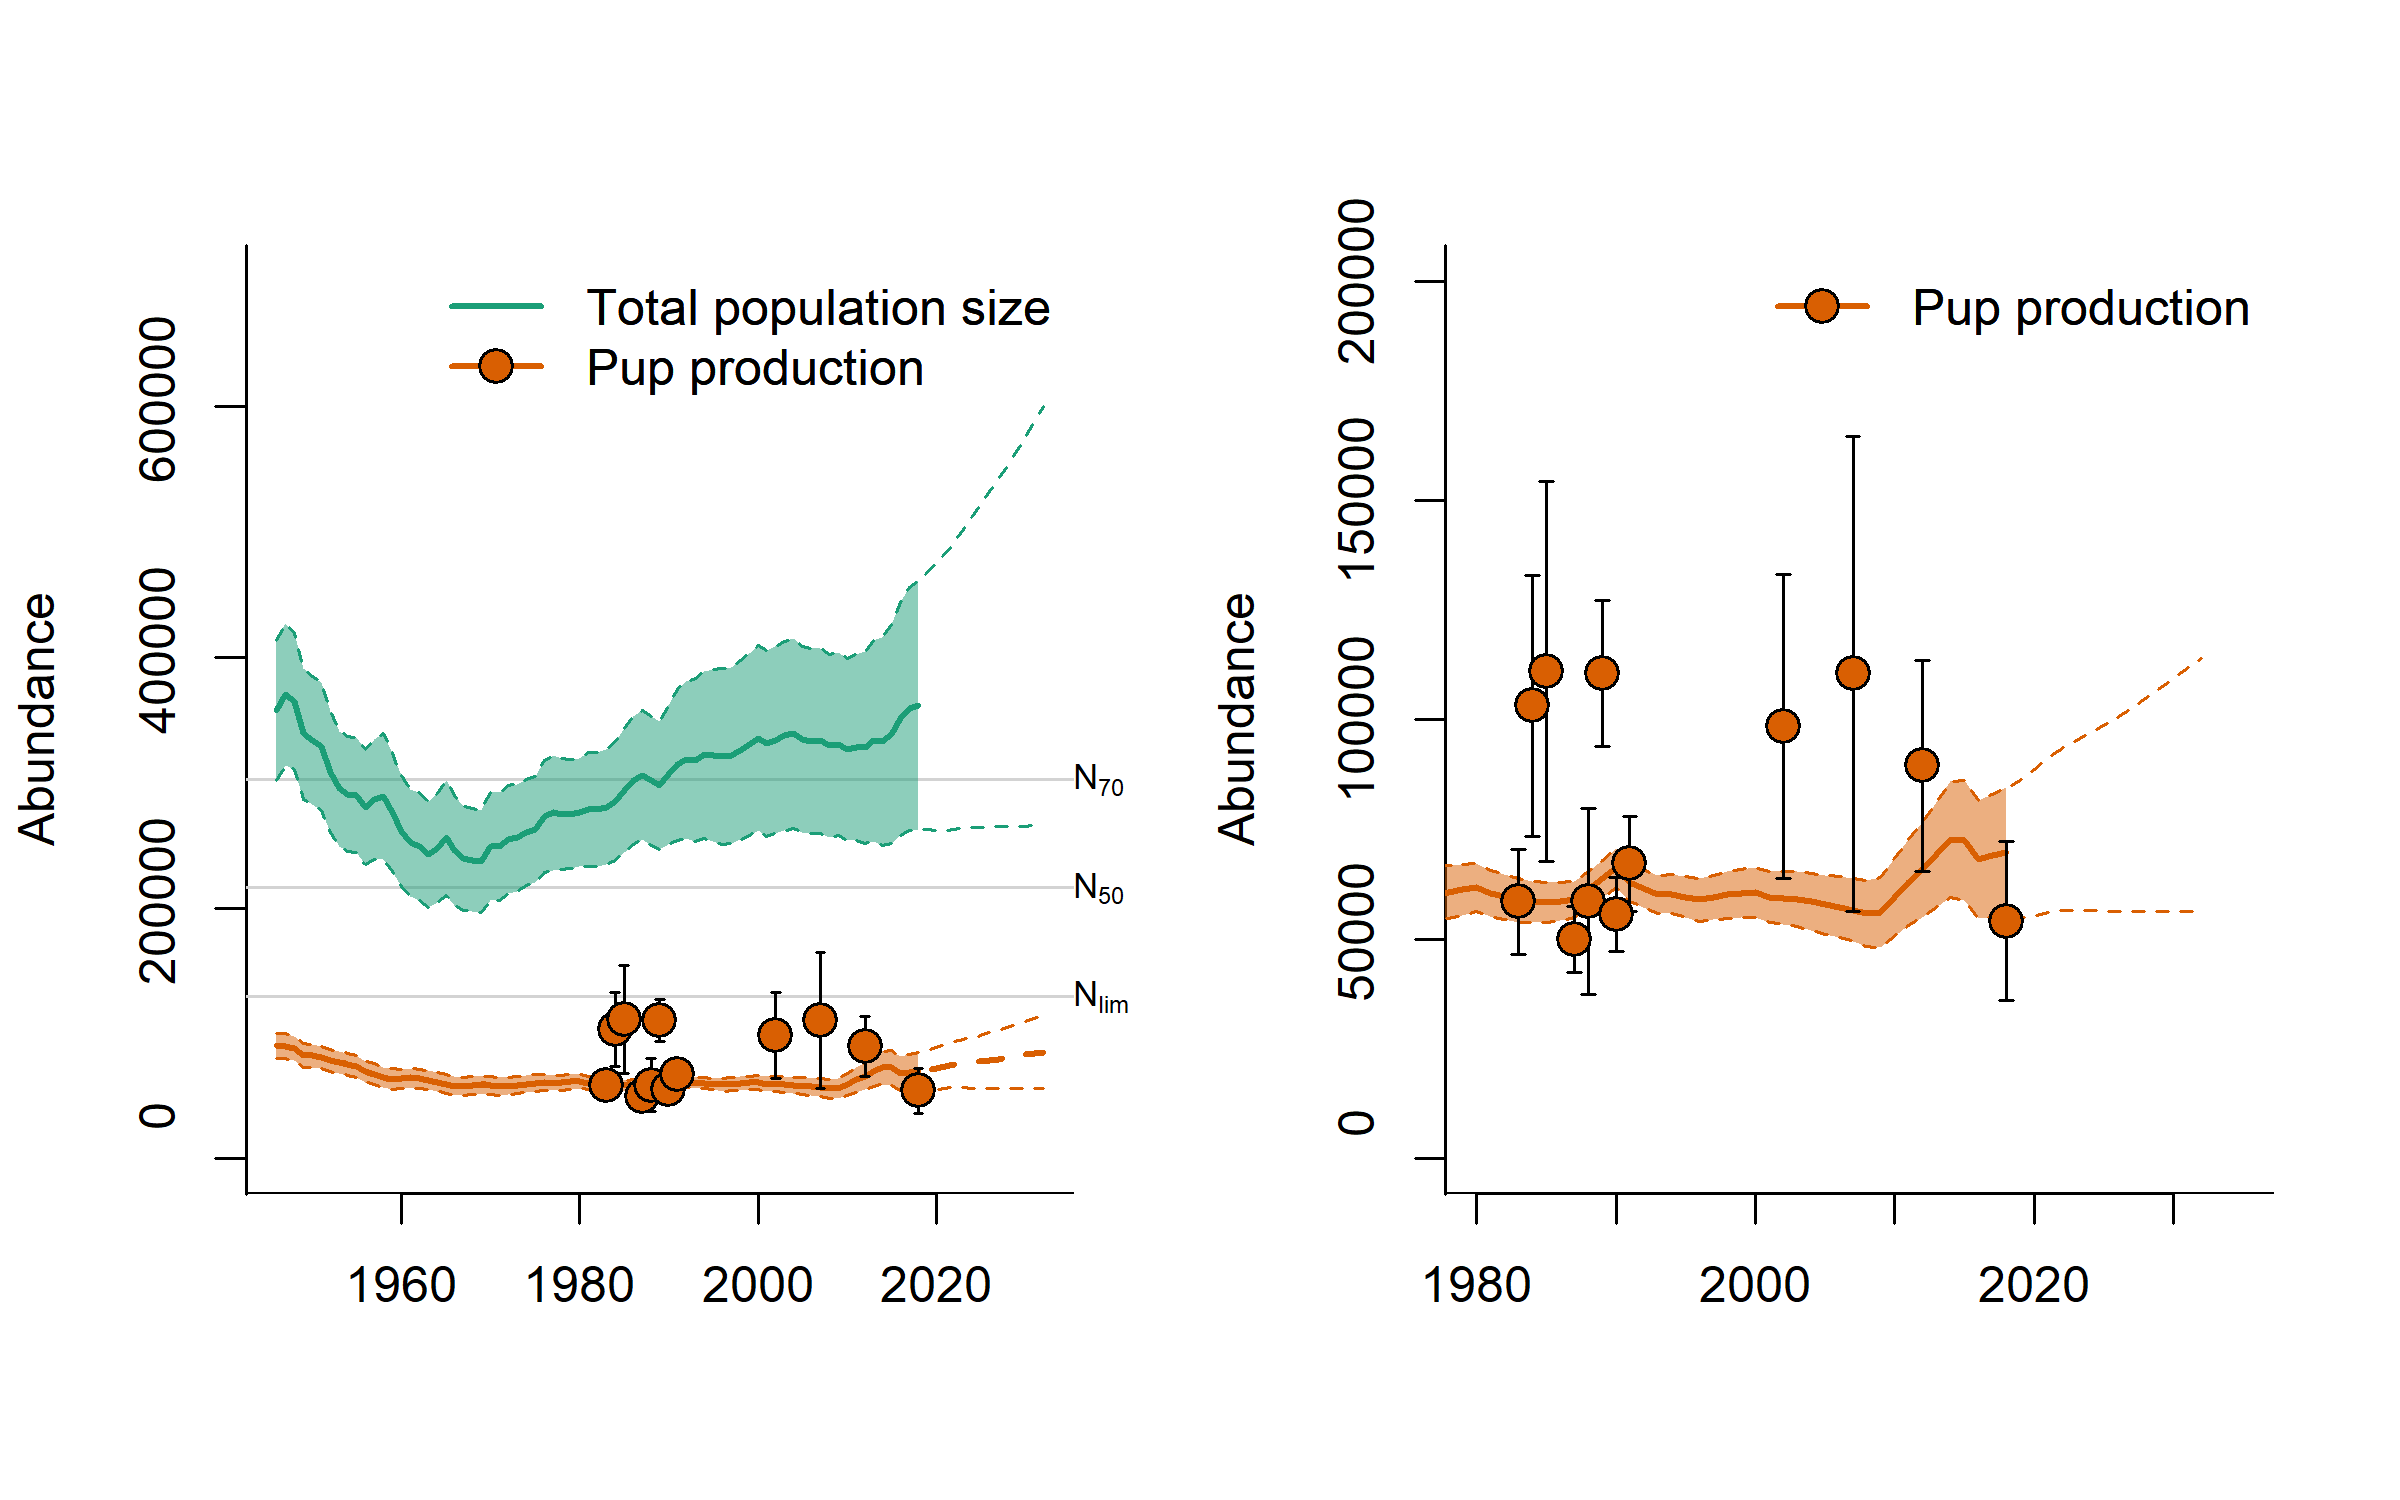 Total population size
Pup production
Abundance
600000
400000
200000
0
N70
N50
Nlim
1960 1980 2000 2020
Pup production
Abundance
200000
150000
100000
50000
0
1980 2000 2020